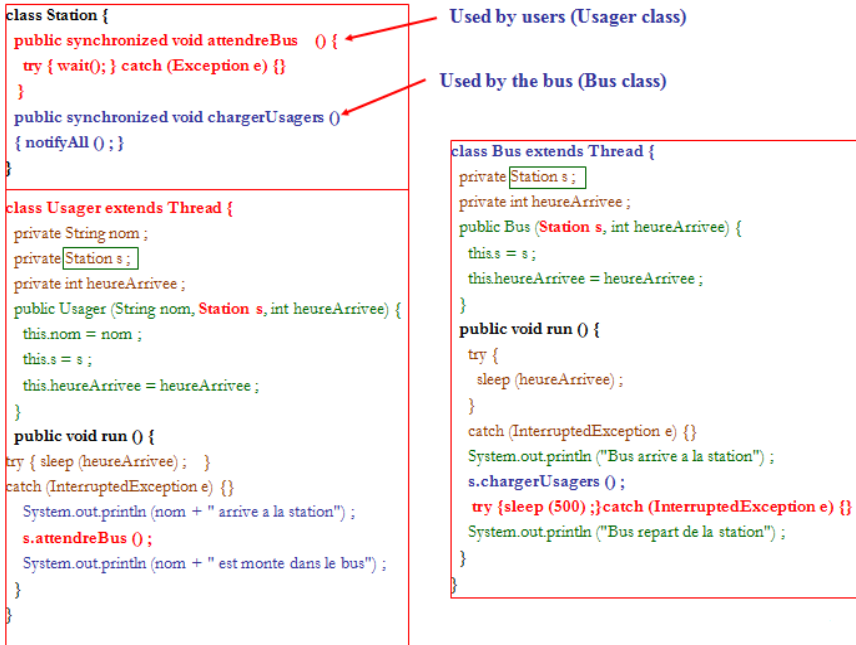 class Station {
public synchronized void attendreBus () {
try { wait(); } catch (Exception e) {}
}
public synchronized void chargerUsagers ()
{ notifyAll () ; }
}
Used by users (Usager class)
Used by the bus (Bus class)
class Usager extends Thread {
private String nom ;
private Station s ;
private int heureArrivee ;
public Usager (String nom, Station s, int heureArrivee) {
this.nom = nom ;
this.s = s ;
this.heureArrivee = heureArrivee ;
}
public void run () {
try { sleep (heureArrivee) ; }
catch (InterruptedException e) {}
System.out.println (nom + " arrive a la station") ;
s.attendreBus () ;
System.out.println (nom + " est monte dans le bus") ;
}
}
class Bus extends Thread {
private Station s ;
private int heureArrivee ;
public Bus (Station s, int heureArrivee) {
this.s = s ;
this.heureArrivee = heureArrivee ;
}
public void run () {
try {
sleep (heureArrivee) ;
}
catch (InterruptedException e) {}
System.out.println ("Bus arrive a la station") ;
s.chargerUsagers () ;
try {sleep (500) ;}catch (InterruptedException e) {}
System.out.println ("Bus repart de la station") ;
}
}